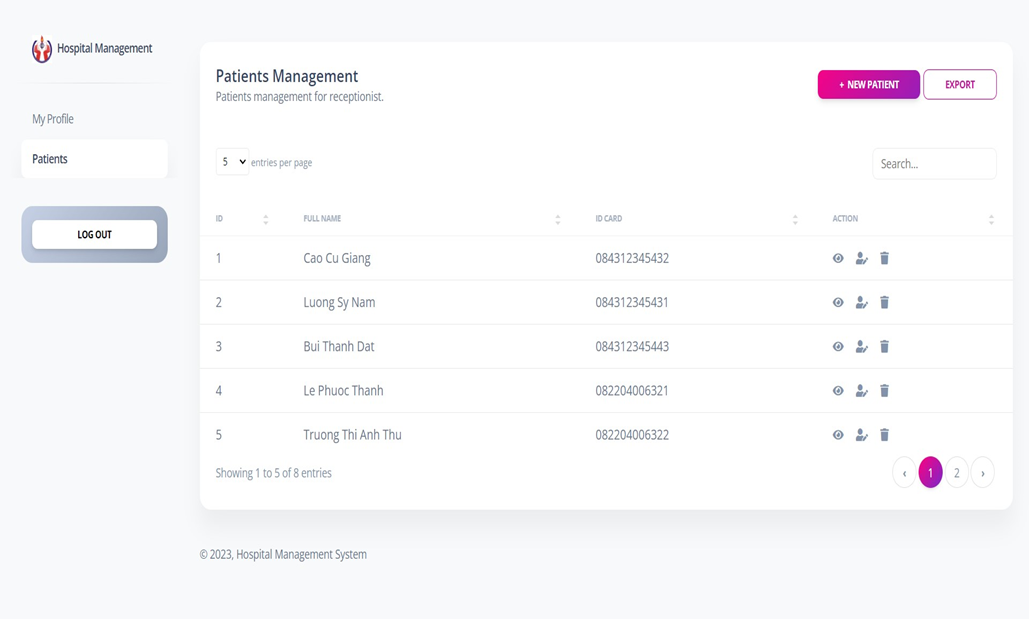 Hospital Management
My Profile
Patients
LOG OUT
Patients Management
Patients management for receptionist.
+ NEW PATIENT
EXPORT
5 entries per page
Search...
ID FULL NAME ID CARD ACTION
1 Cao Cu Giang 084312345432
2 Luong Sy Nam 084312345431
3 Bui Thanh Dat 084312345443
4 Le Phuoc Thanh 082204006321
5 Truong Thi Anh Thu 082204006322
Showing 1 to 5 of 8 entries
‹ 1 2 ›
© 2023, Hospital Management System